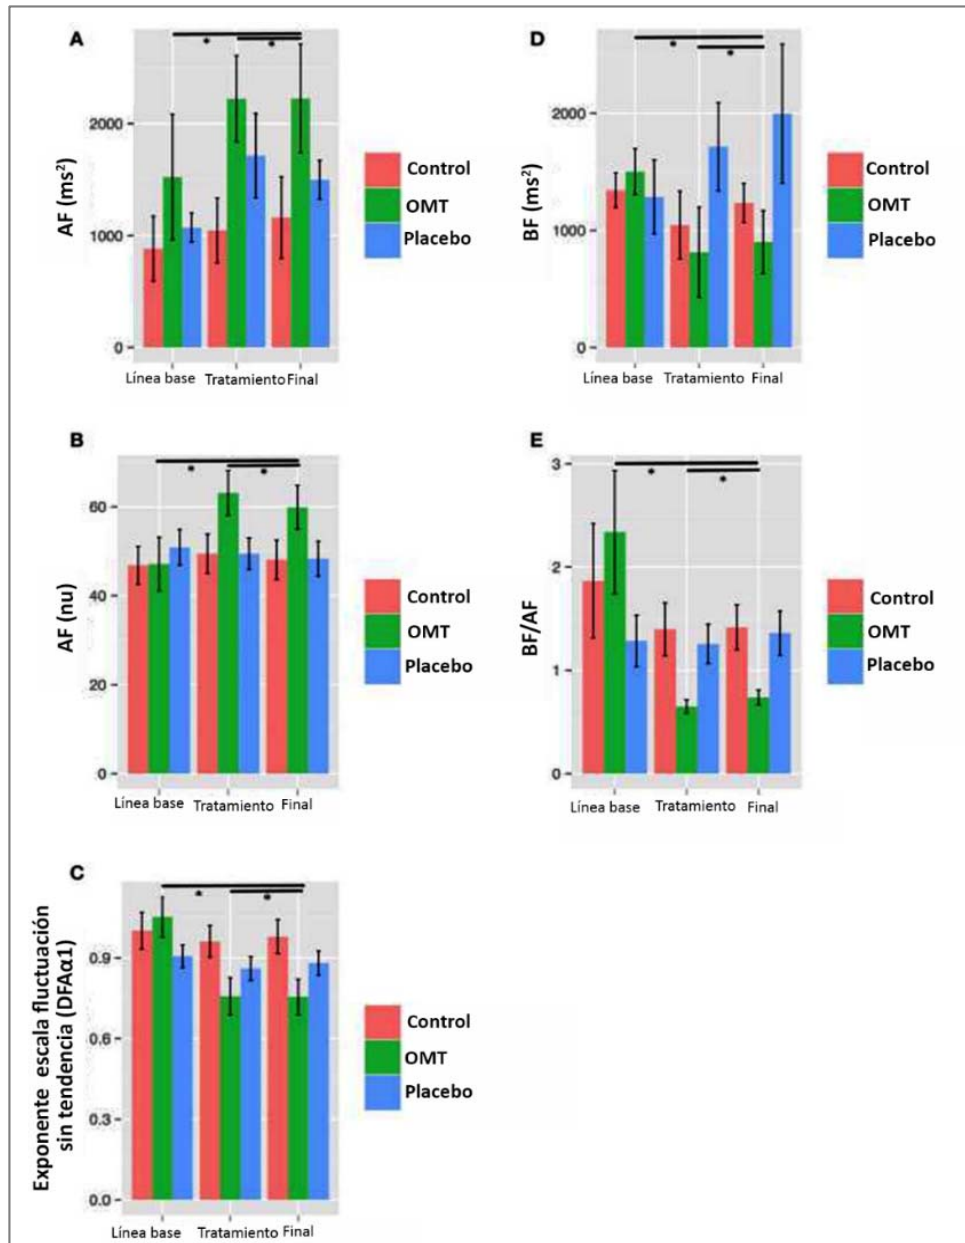 A
AF (ms²)
2000
1000
0
Línea base
Tratamiento
Final
*
*
Control
OMT
Placebo
D
BF (ms²)
2000
1000
0
Línea base
Tratamiento
Final
*
*
Control
OMT
Placebo
B
AF (nu)
60
40
20
0
Línea base
Tratamiento
Final
*
*
Control
OMT
Placebo
E
BF/AF
3
2
1
0
Línea base
Tratamiento
Final
*
*
Control
OMT
Placebo
C
Exponente escala fluctuación
sin tendencia (DFAα1)
0.9
0.6
0.3
0.0
Línea base
Tratamiento
Final
*
*
Control
OMT
Placebo